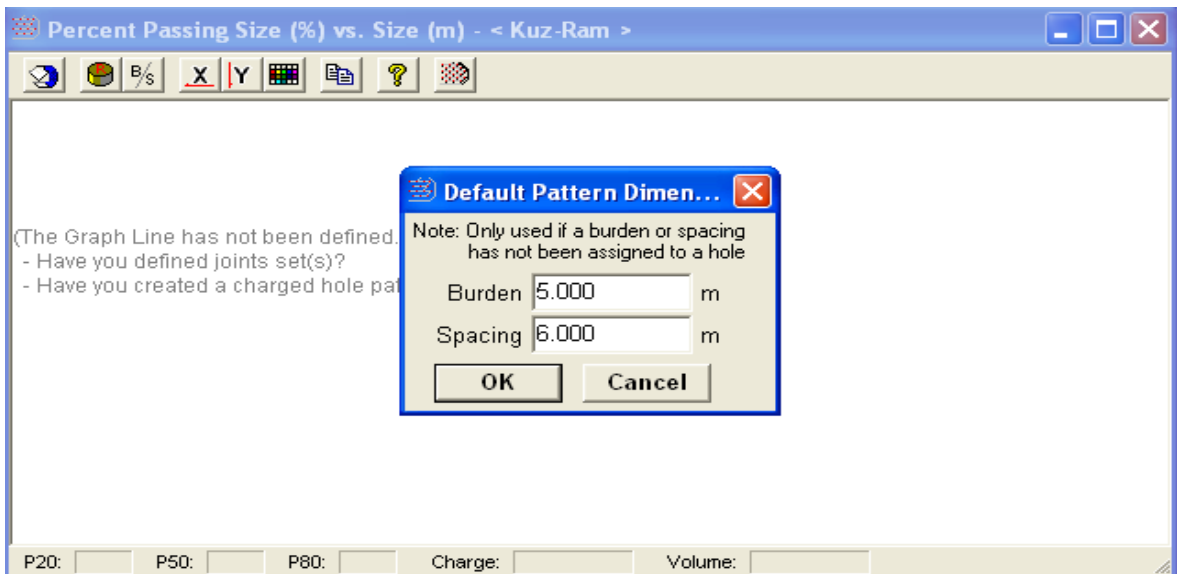 Percent Passing Size (%) vs. Size (m) - < Kuz-Ram >
B/S X Y ?
Default Pattern Dimen...
(The Graph Line has not been defined.
- Have you defined joints set(s)?
- Have you created a charged hole pat
Note: Only used if a burden or spacing
has not been assigned to a hole
Burden 5.000 m
Spacing 6.000 m
OK Cancel
P20: P50: P80: Charge: Volume: